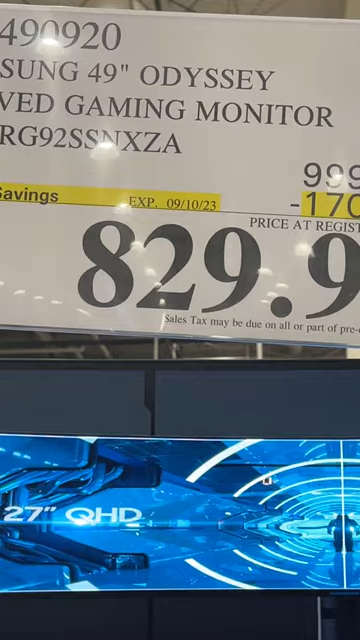 490920
SUNG 49" ODYSSEY
VED GAMING MONITOR
RG92SSNXZA
999
Savings EXP. 09/10/23 -170
PRICE AT REGIST
829.9
Sales Tax may be due on all or part of pre-
27" QHD